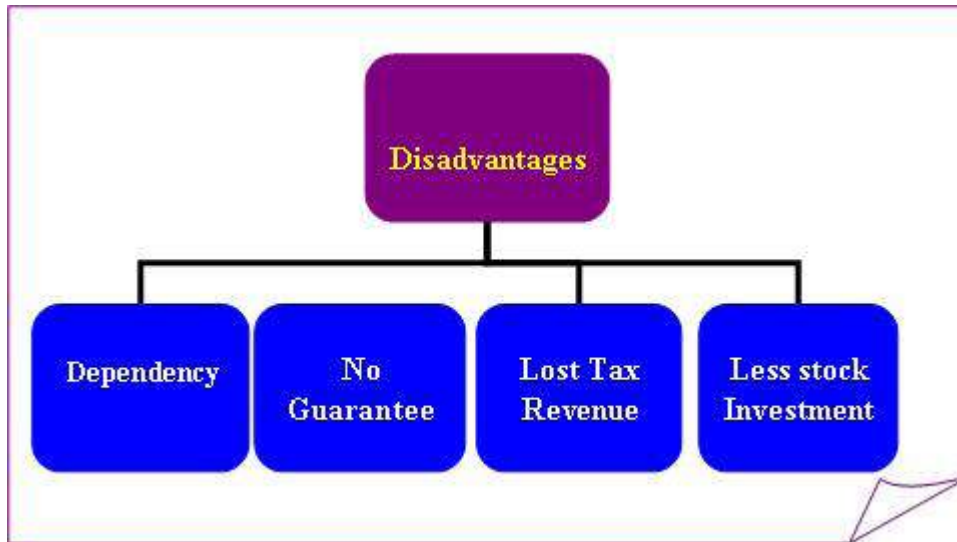 Disadvantages
Dependency
No
Guarantee
Lost Tax
Revenue
Less stock
Investment